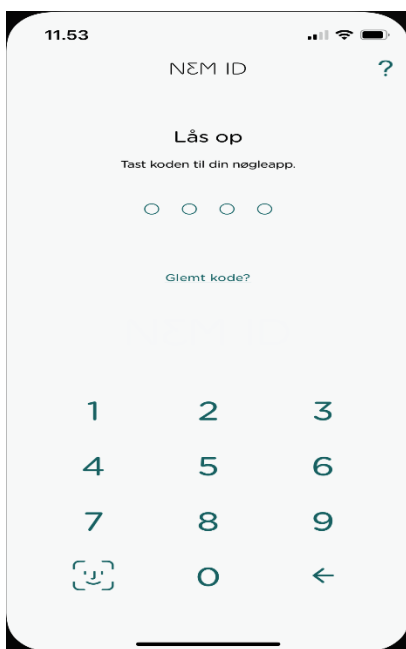 11.53
NΣM ID ?
Lås op
Tast koden til din nøgleapp.
Glemt kode?
1 2 3
4 5 6
7 8 9
0 ←